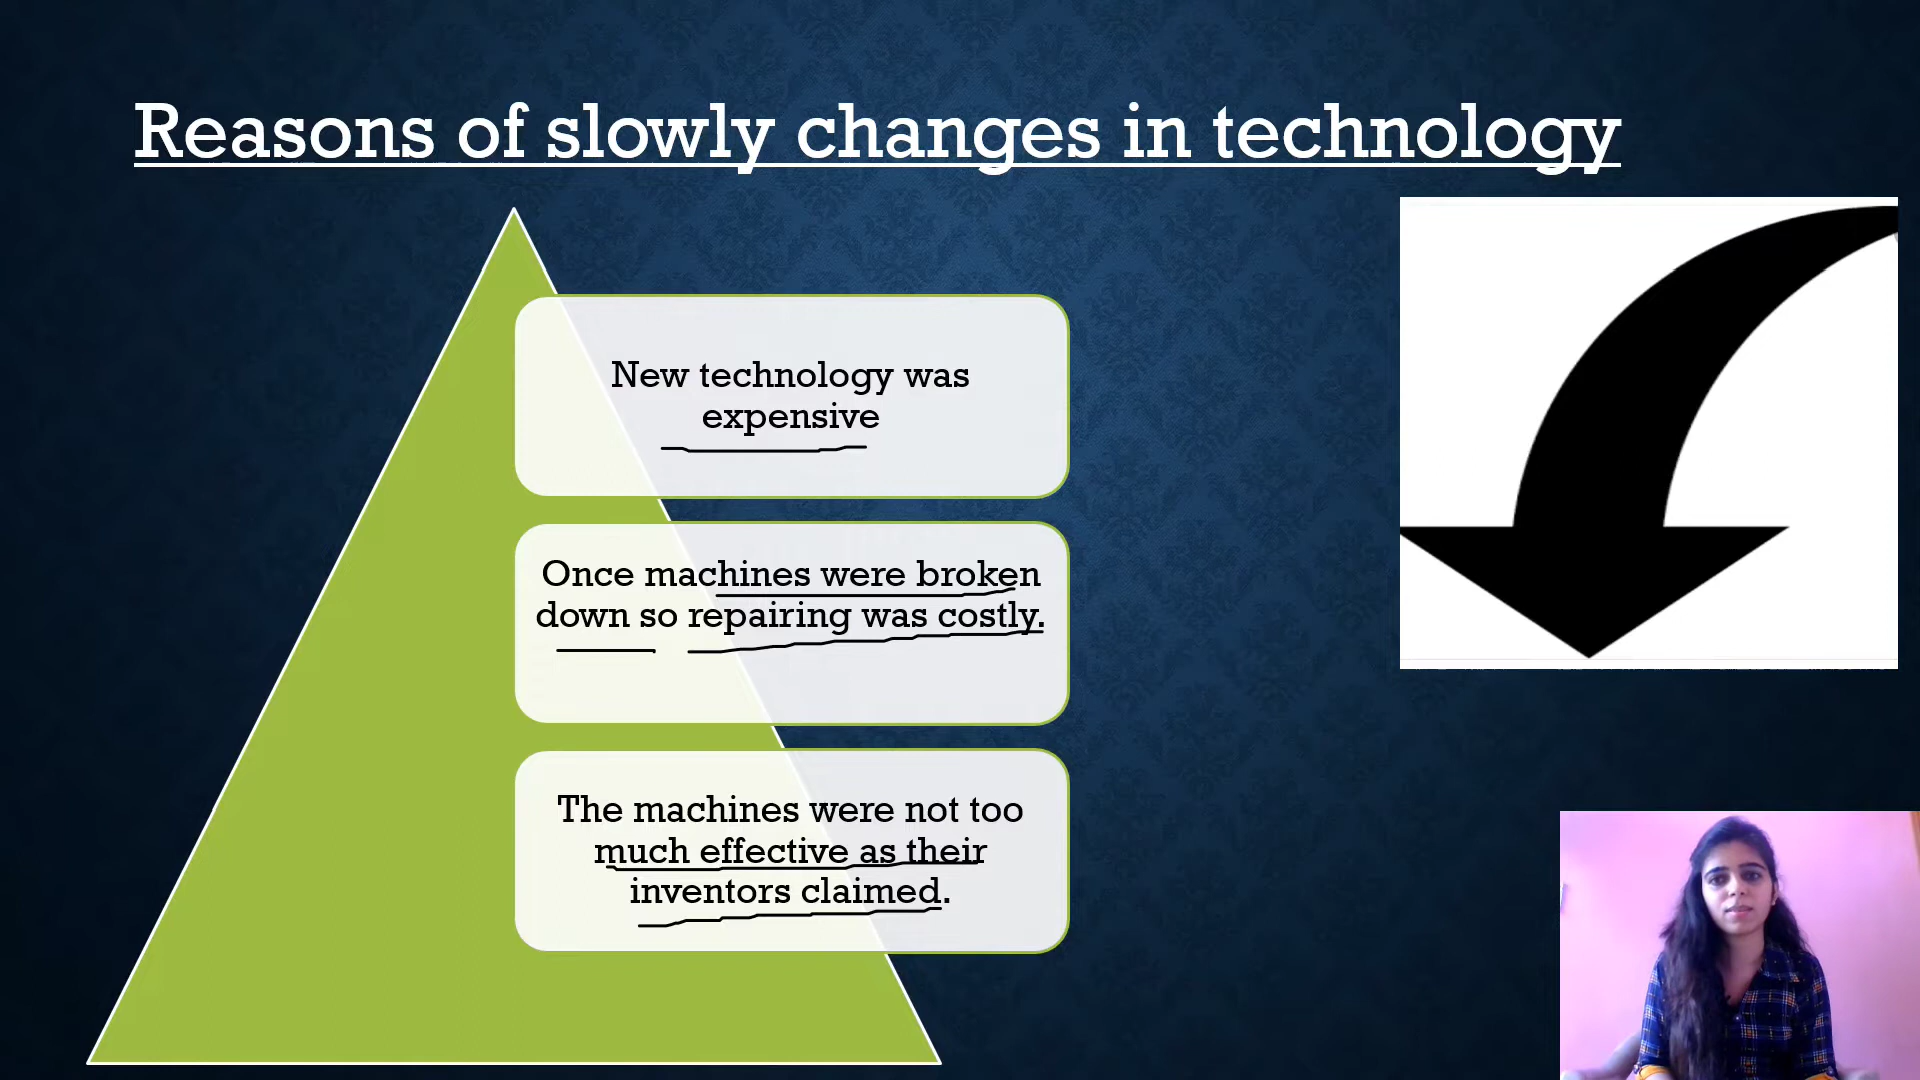 Reasons of slowly changes in technology
New technology was
expensive
Once machines were broken
down so repairing was costly.
The machines were not too
much effective as their
inventors claimed.